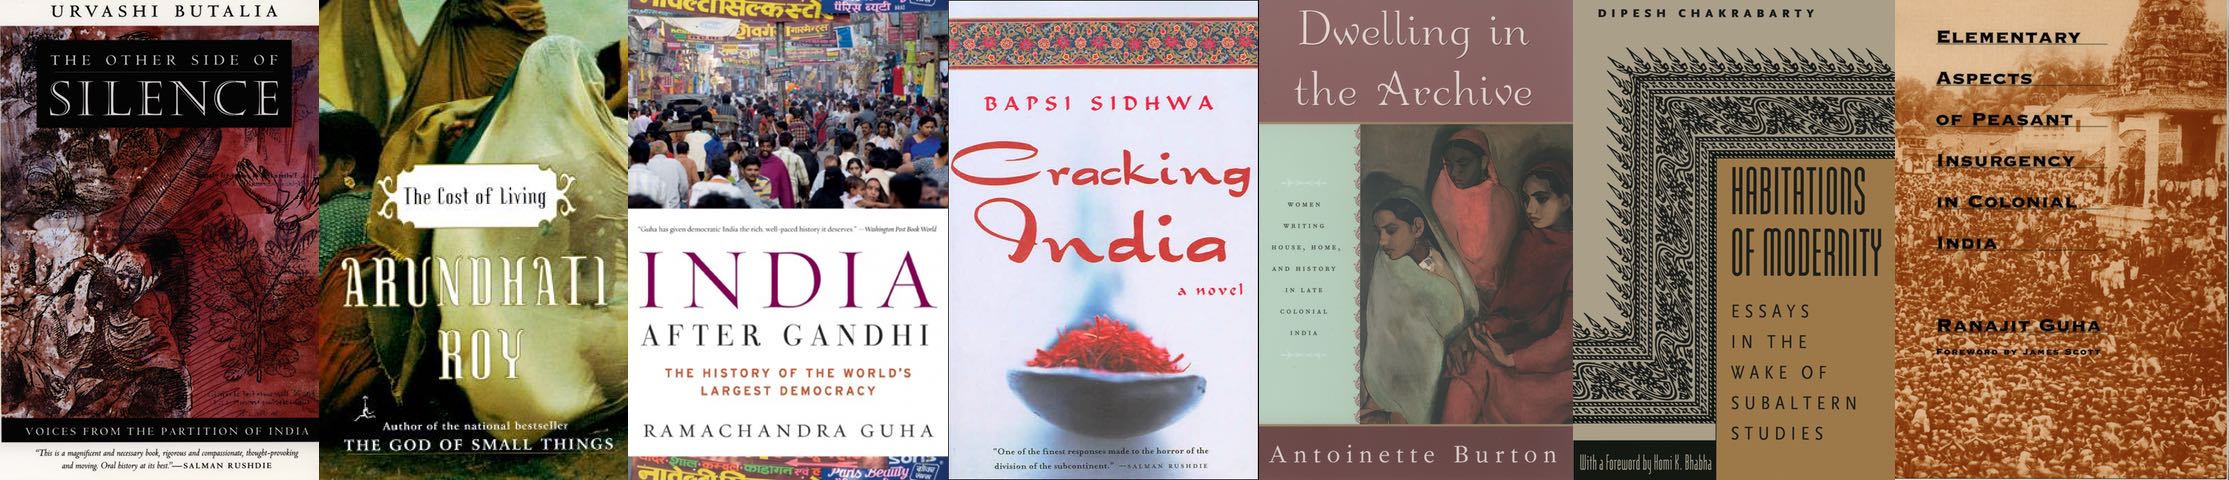 URVASHI BUTALIA
THE OTHER SIDE OF
SILENCE
VOICES FROM THE PARTITION OF INDIA
"This is a magnificent and necessary book, rigorous and compassionate, thought-provoking
and moving. Oral history at its best."—SALMAN RUSHDIE
The Cost of Living
ARUNDHATI
ROY
Author of the national bestseller
THE GOD OF SMALL THINGS
पैरिस ब्यूटी
"Guha has given democratic India the rich, well-paced history it deserves." —Washington Post Book World
INDIA
AFTER GANDHI
THE HISTORY OF THE WORLD'S
LARGEST DEMOCRACY
RAMACHANDRA GUHA
Paris Beauty
BAPSI SIDHWA
Cracking
India
a novel
"One of the finest responses made to the horror of the
division of the subcontinent." —SALMAN RUSHDIE
Dwelling in
the Archive
WOMEN
WRITING
HOUSE, HOME,
AND HISTORY
IN LATE
COLONIAL
INDIA
Antoinette Burton
DIPESH CHAKRABARTY
HABITATIONS
OF MODERNITY
ESSAYS
IN THE
WAKE OF
SUBALTERN
STUDIES
With a Foreword by Homi K. Bhabha
ELEMENTARY
ASPECTS
OF PEASANT
INSURGENCY
IN COLONIAL
INDIA
RANAJIT GUHA
FOREWORD BY JAMES SCOTT